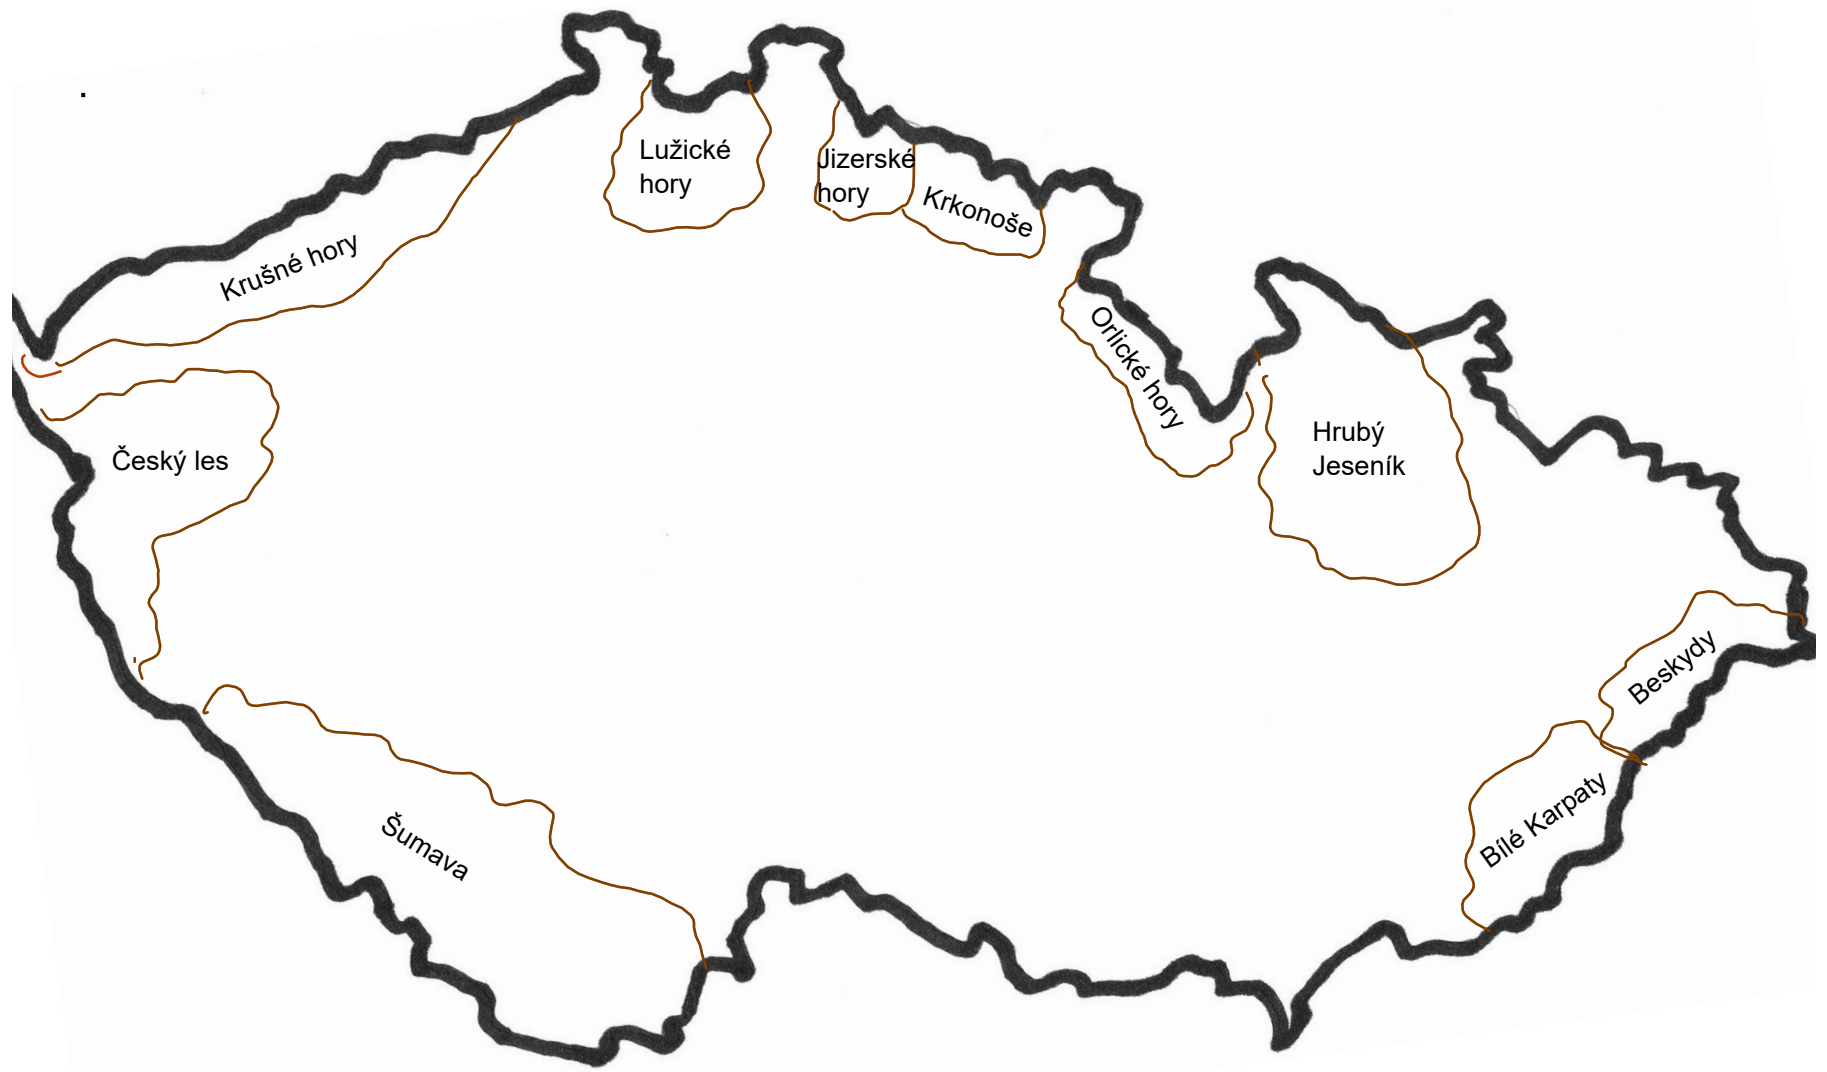 Lužické
hory
Jizerské
hory
Krkonoše
Krušné hory
Orlické hory
Český les
Hrubý
Jeseník
Beskydy
Bílé Karpaty
Šumava